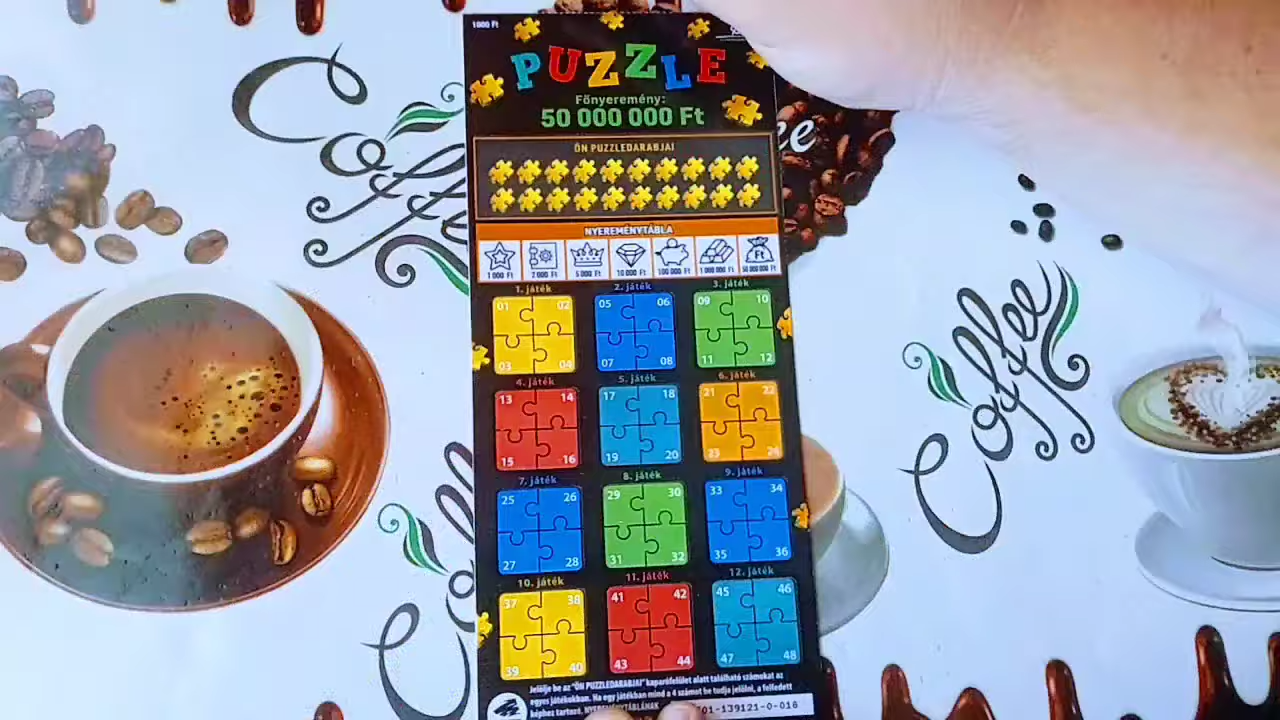 1000 Ft
PUZZLE
Főnyeremény:
50 000 000 Ft
ÖN PUZZLEDARABJAI
NYEREMÉNYTÁBLA
1 000 Ft 2 000 Ft 5 000 Ft 10 000 Ft 100 000 Ft 1 000 000 Ft 50 000 000 Ft
Ft
1. játék 2. játék 3. játék
01 02 05 06 09 10
03 04 07 08 11 12
4. játék 5. játék 6. játék
13 14 17 18 21 22
15 16 19 20 23 24
7. játék 8. játék 9. játék
25 26 29 30 33 34
27 28 31 32 35 36
10. játék 11. játék 12. játék
37 38 41 42 45 46
39 40 43 44 47 48
Jelölje be az "ÖN PUZZLEDARABJAI" kaparófelület alatt található számokat az
egyes játékokban. Ha egy játékban mind a 4 számot be tudja jelölni, a felfedett
képhez tartozó, NYEREMÉNYTÁBLÁNAK
01-139121-0-016
Coffee
Coffee